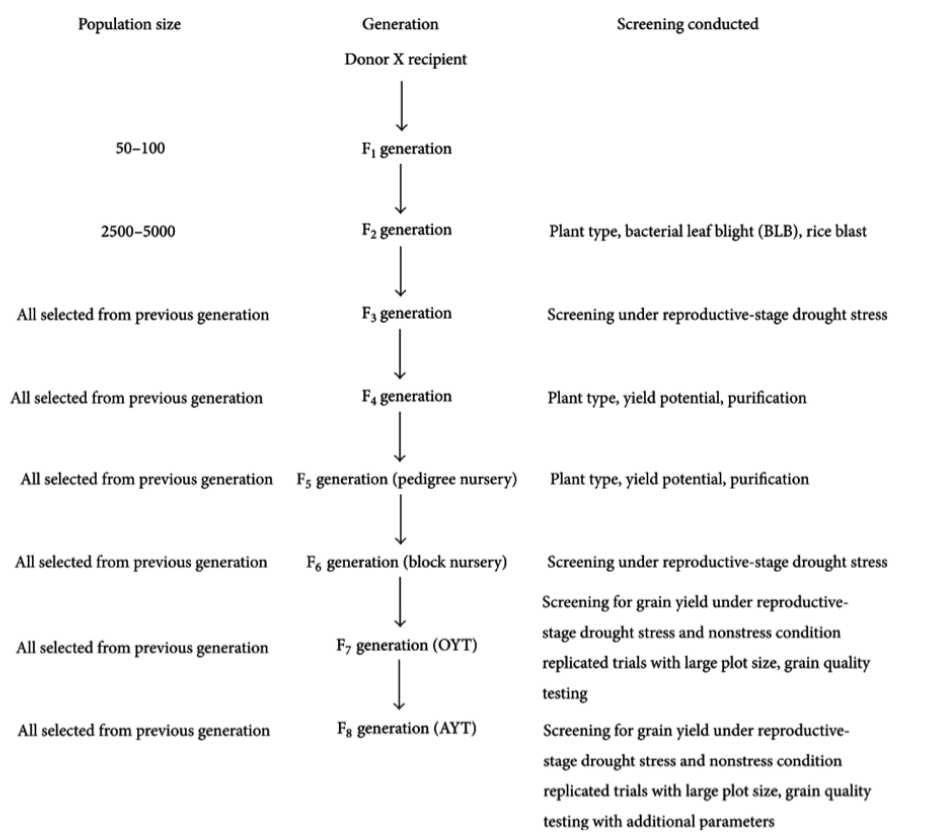 Population size Generation Screening conducted
Donor X recipient
50–100 F₁ generation
2500–5000 F₂ generation Plant type, bacterial leaf blight (BLB), rice blast
All selected from previous generation F₃ generation Screening under reproductive-stage drought stress
All selected from previous generation F₄ generation Plant type, yield potential, purification
All selected from previous generation F₅ generation (pedigree nursery) Plant type, yield potential, purification
All selected from previous generation F₆ generation (block nursery) Screening under reproductive-stage drought stress
All selected from previous generation F₇ generation (OYT) Screening for grain yield under reproductive-
stage drought stress and nonstress condition
replicated trials with large plot size, grain quality
testing
All selected from previous generation F₈ generation (AYT) Screening for grain yield under reproductive-
stage drought stress and nonstress condition
replicated trials with large plot size, grain quality
testing with additional parameters